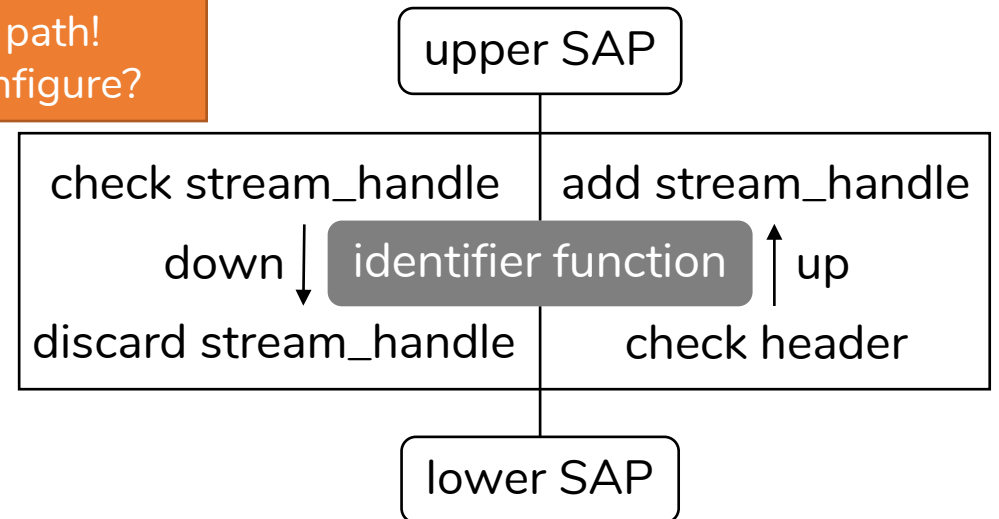 path!
nfigure?
upper SAP
check stream_handle
add stream_handle
down
identifier function
up
discard stream_handle
check header
lower SAP